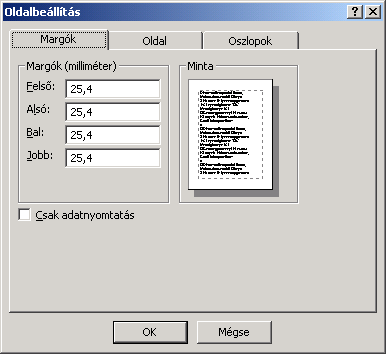 Oldalbeállítás
Margók Oldal Oszlopok
Margók (milliméter) Minta
Felső: 25,4
Alsó: 25,4
Bal: 25,4
Jobb: 25,4
Csak adatnyomtatás
OK Mégse